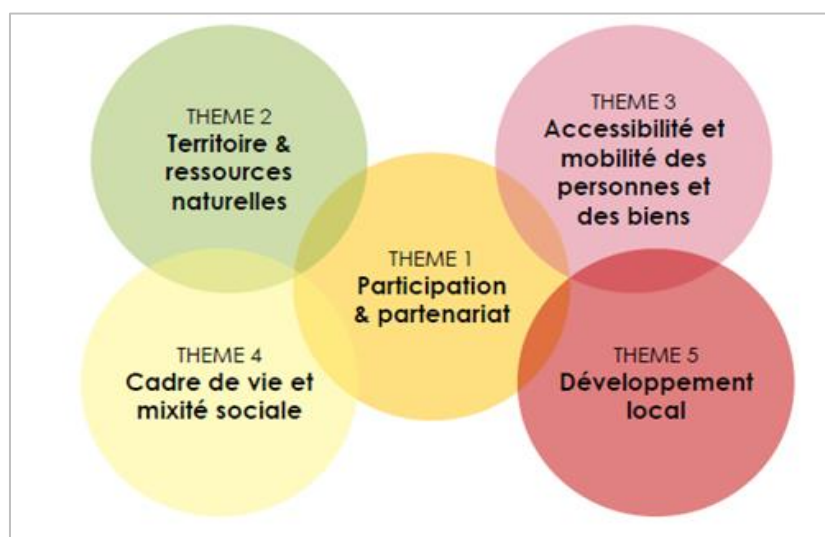 THEME 2
Territoire &
ressources
naturelles
THEME 3
Accessibilité et
mobilité des
personnes et
des biens
THEME 1
Participation
& partenariat
THEME 4
Cadre de vie et
mixité sociale
THEME 5
Développement
local